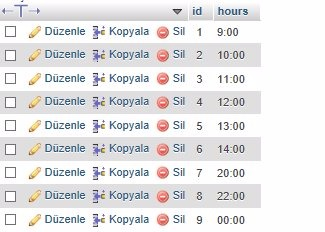 id hours
Düzenle Kopyala Sil 1 9:00
Düzenle Kopyala Sil 2 10:00
Düzenle Kopyala Sil 3 11:00
Düzenle Kopyala Sil 4 12:00
Düzenle Kopyala Sil 5 13:00
Düzenle Kopyala Sil 6 14:00
Düzenle Kopyala Sil 7 20:00
Düzenle Kopyala Sil 8 22:00
Düzenle Kopyala Sil 9 00:00